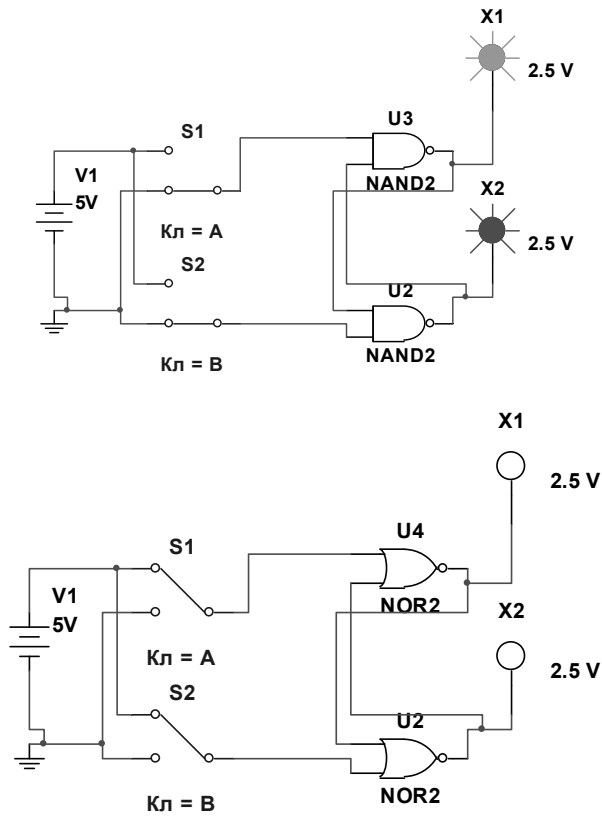 X1
2.5 V
U3
S1
V1
5V
NAND2
X2
Кл = A
2.5 V
S2
U2
NAND2
Кл = B
X1
2.5 V
U4
S1
V1
5V
NOR2
X2
Кл = A
2.5 V
S2
U2
NOR2
Кл = B